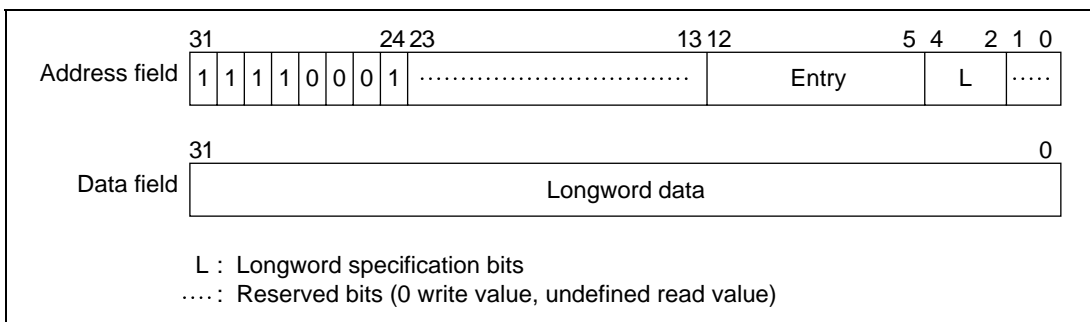 31 24 23 13 12 5 4 2 1 0
Address field 1 1 1 1 0 0 0 1 ................................. Entry L .....
31 0
Data field Longword data
L : Longword specification bits
.... : Reserved bits (0 write value, undefined read value)